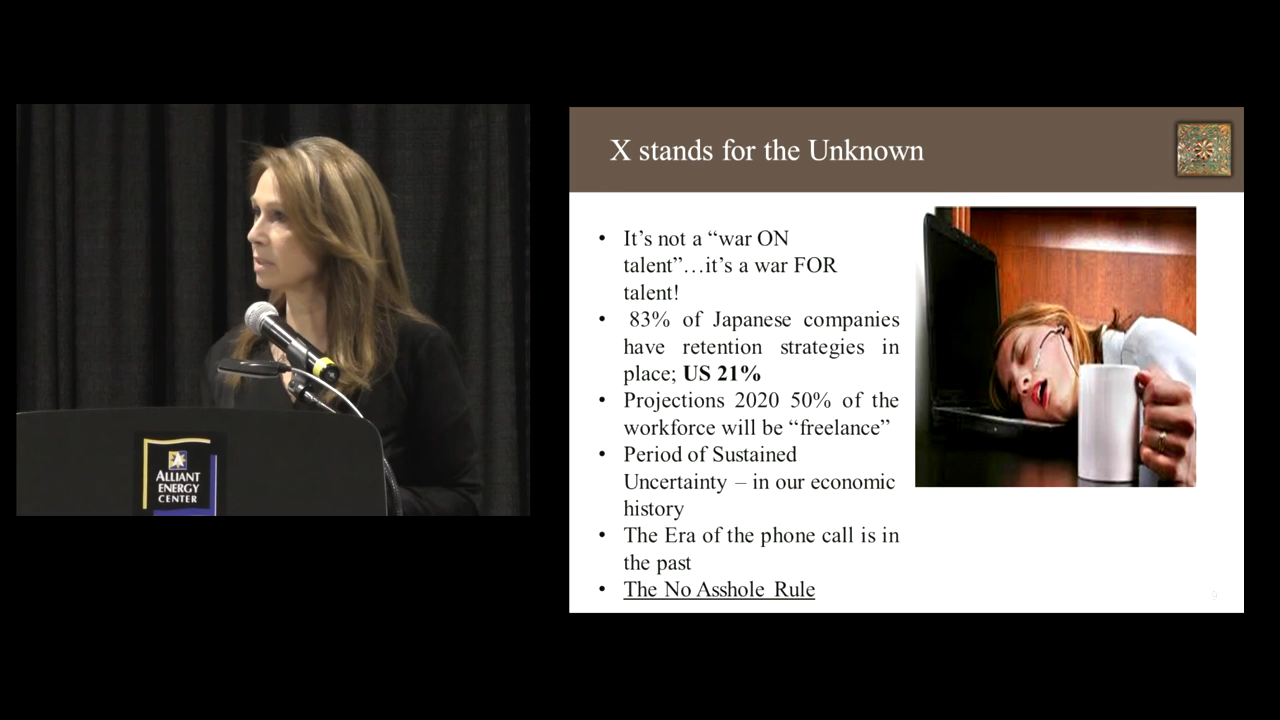 ALLIANT
ENERGY
CENTER
X stands for the Unknown
• It’s not a “war ON
talent”…it’s a war FOR
talent!
• 83% of Japanese companies
have retention strategies in
place; US 21%
• Projections 2020 50% of the
workforce will be “freelance”
• Period of Sustained
Uncertainty – in our economic
history
• The Era of the phone call is in
the past
• The No Asshole Rule
9